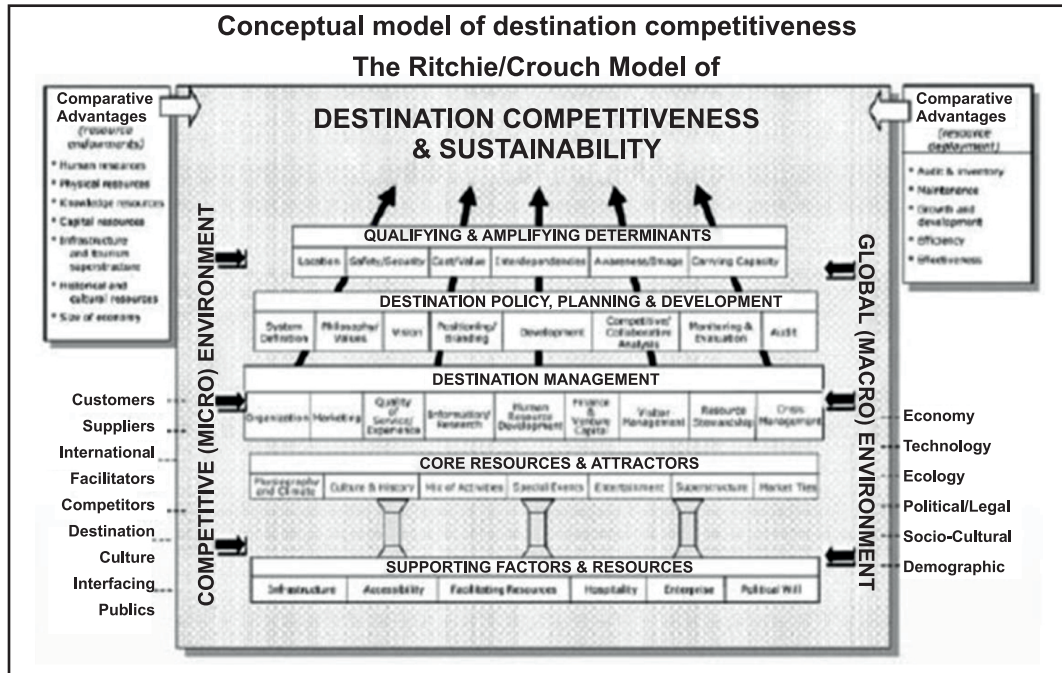 Conceptual model of destination competitiveness
The Ritchie/Crouch Model of
DESTINATION COMPETITIVENESS
& SUSTAINABILITY
Comparative
Advantages
(resource
endowments)
* Human resources
* Physical resources
* Knowledge resources
* Capital resources
* Infrastructure
and tourism
superstructure
* Historical and
cultural resources
* Size of economy
Comparative
Advantages
(resource
deployment)
* Audit & inventory
* Maintenance
* Growth and
development
* Efficiency
* Effectiveness
COMPETITIVE (MICRO) ENVIRONMENT
GLOBAL (MACRO) ENVIRONMENT
QUALIFYING & AMPLIFYING DETERMINANTS
Location Safety/Security Cost/Value Interdependencies Awareness/Image Carrying Capacity
DESTINATION POLICY, PLANNING & DEVELOPMENT
System
Definition
Philosophy/
Values
Vision
Positioning/
Branding
Development
Competitive/
Collaborative
Analysis
Monitoring &
Evaluation
Audit
DESTINATION MANAGEMENT
Organization
Marketing
Quality
of
Service/
Experience
Information/
Research
Human
Resource
Development
Finance
&
Venture
Capital
Visitor
Management
Resource
Stewardship
Crisis
Management
CORE RESOURCES & ATTRACTORS
Physiography
and Climate
Culture & History
Mix of Activities
Special Events
Entertainment
Superstructure
Market Ties
SUPPORTING FACTORS & RESOURCES
Infrastructure Accessibility Facilitating Resources Hospitality Enterprise Political Will
Customers
Suppliers
International
Facilitators
Competitors
Destination
Culture
Interfacing
Publics
Economy
Technology
Ecology
Political/Legal
Socio-Cultural
Demographic